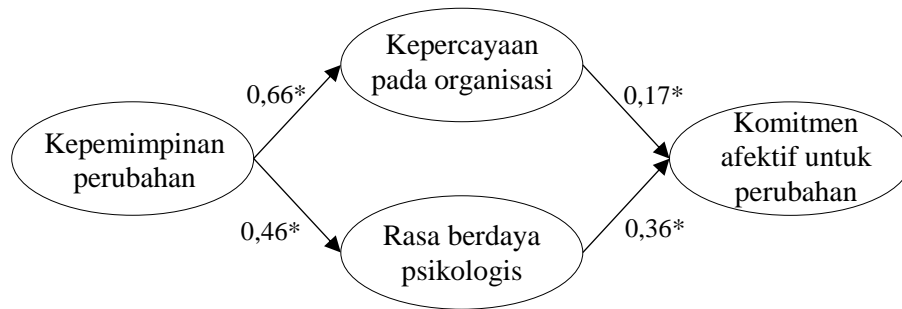 Kepercayaan
pada organisasi
0,66*
0,17*
Kepemimpinan
perubahan
Komitmen
afektif untuk
perubahan
0,46*
0,36*
Rasa berdaya
psikologis